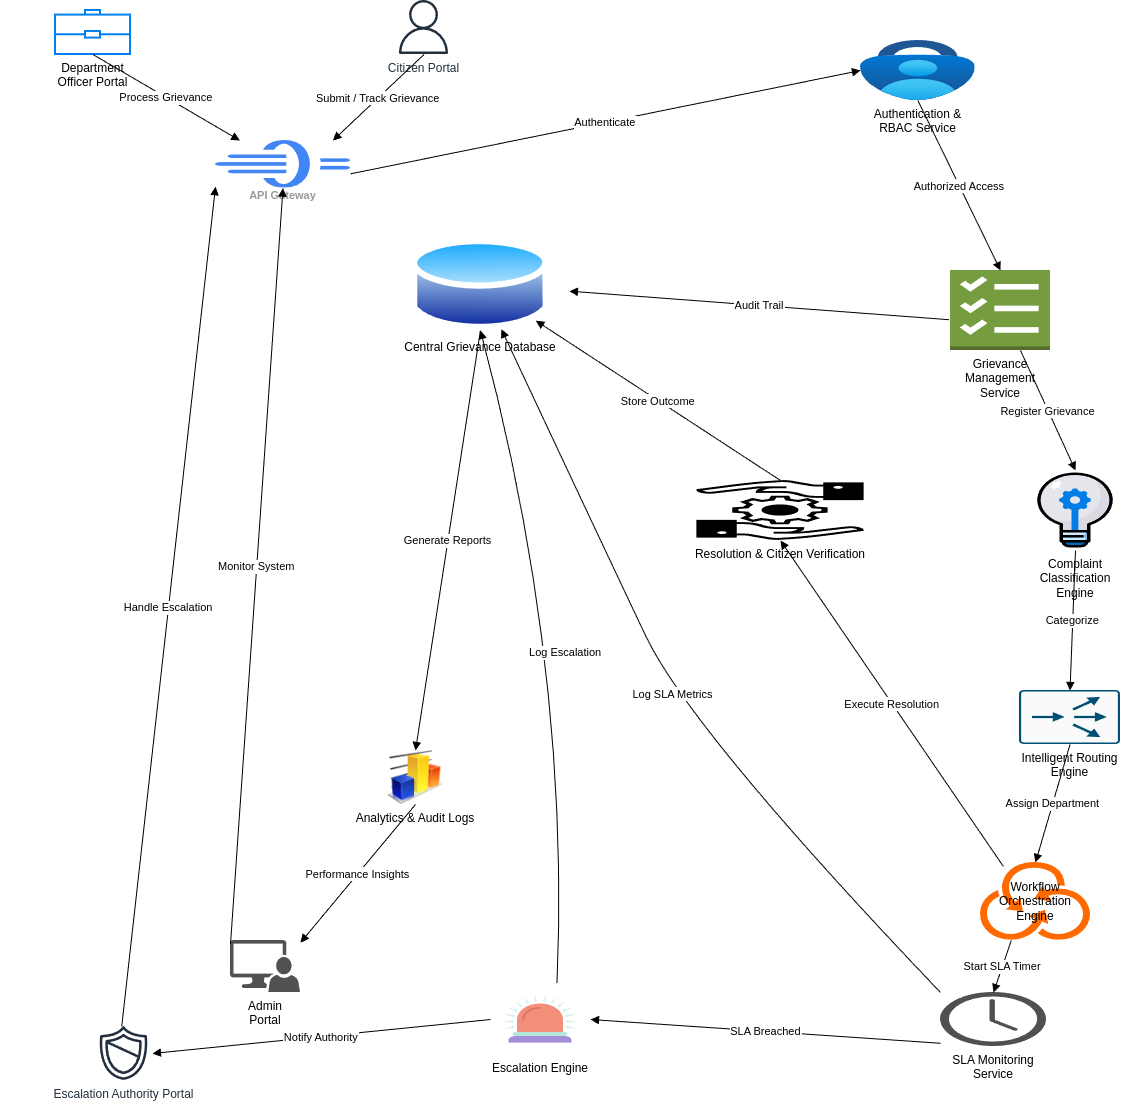 Department
Officer Portal
Citizen Portal
Process Grievance
Submit / Track Grievance
Authenticate
Authentication &
RBAC Service
API Gateway
Authorized Access
Audit Trail
Central Grievance Database
Grievance
Management
Service
Store Outcome
Register Grievance
Generate Reports
Resolution & Citizen Verification
Complaint
Classification
Engine
Monitor System
Handle Escalation
Categorize
Log Escalation
Log SLA Metrics
Execute Resolution
Intelligent Routing
Engine
Assign Department
Analytics & Audit Logs
Performance Insights
Workflow
Orchestration
Engine
Start SLA Timer
Admin
Portal
Notify Authority
SLA Breached
Escalation Engine
SLA Monitoring
Service
Escalation Authority Portal